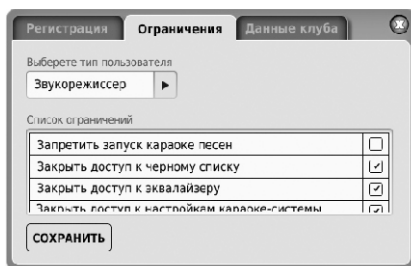 Регистрация Ограничения Данные клуба
Выберете тип пользователя
Звукорежиссер
Список ограничений
Запретить запуск караоке песен
Закрыть доступ к черному списку
Закрыть доступ к эквалайзеру
Закрыть доступ к настройкам караоке-системы
СОХРАНИТЬ